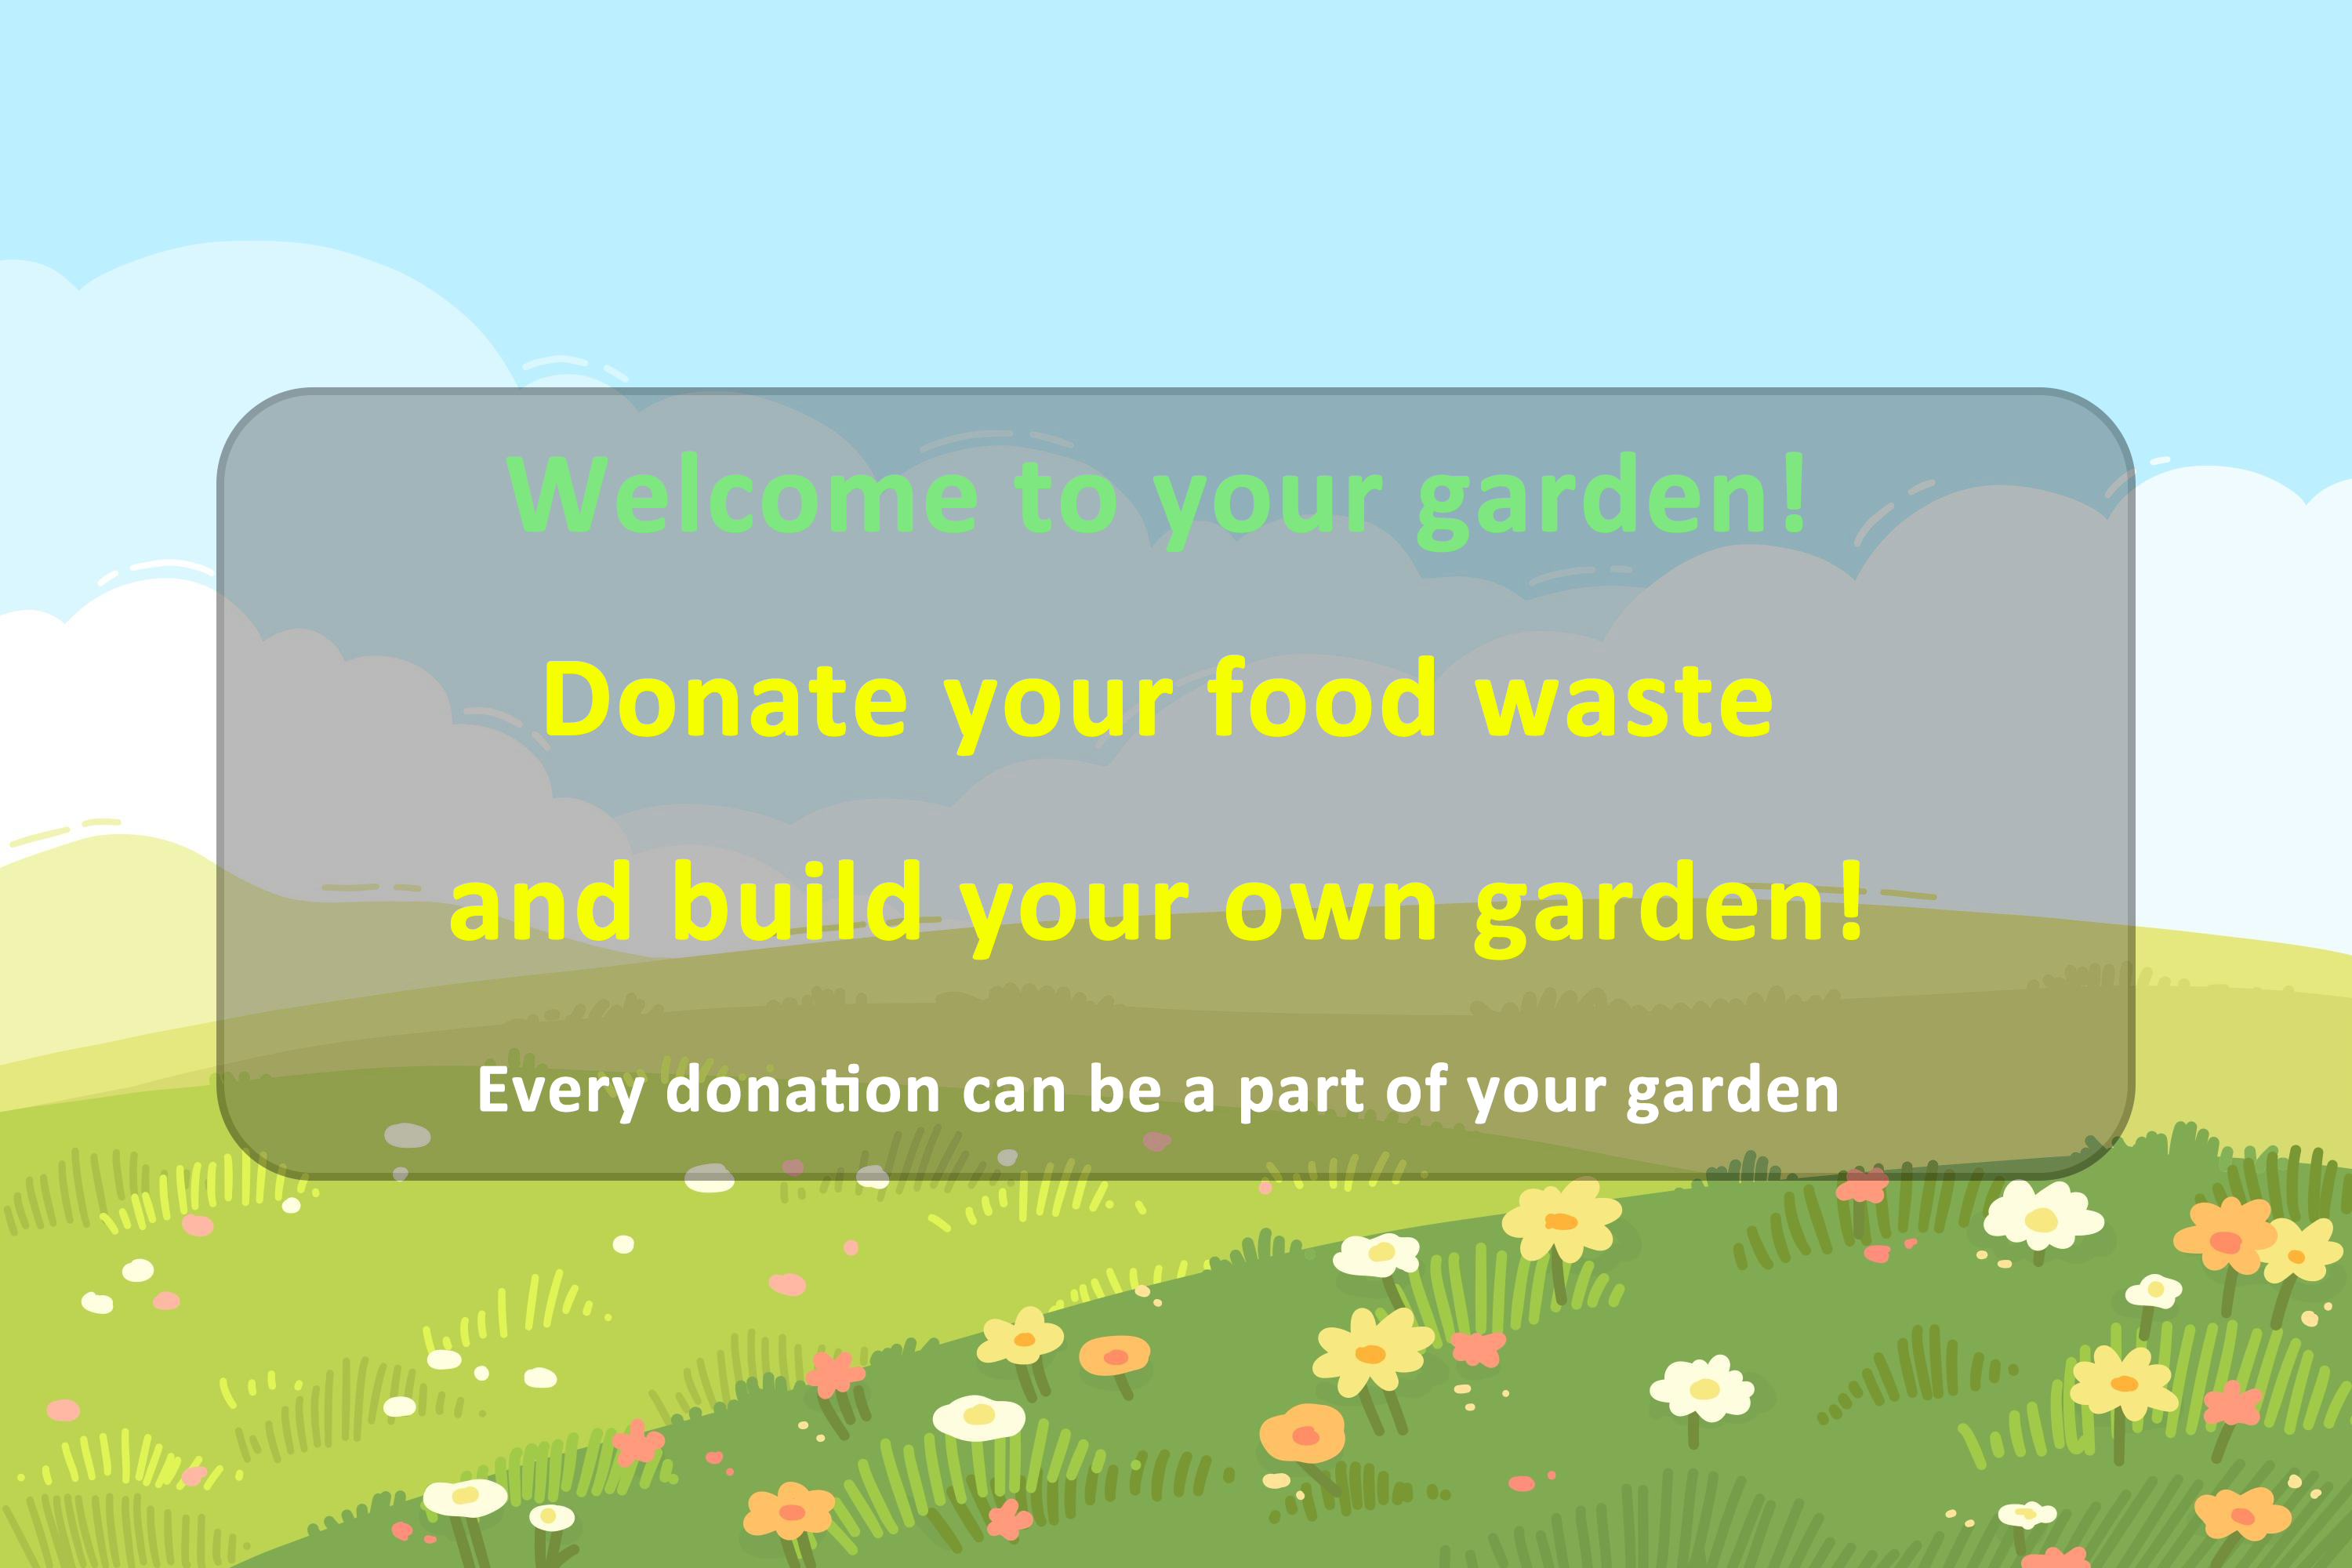 Welcome to your garden!
Donate your food waste
and build your own garden!
Every donation can be a part of your garden